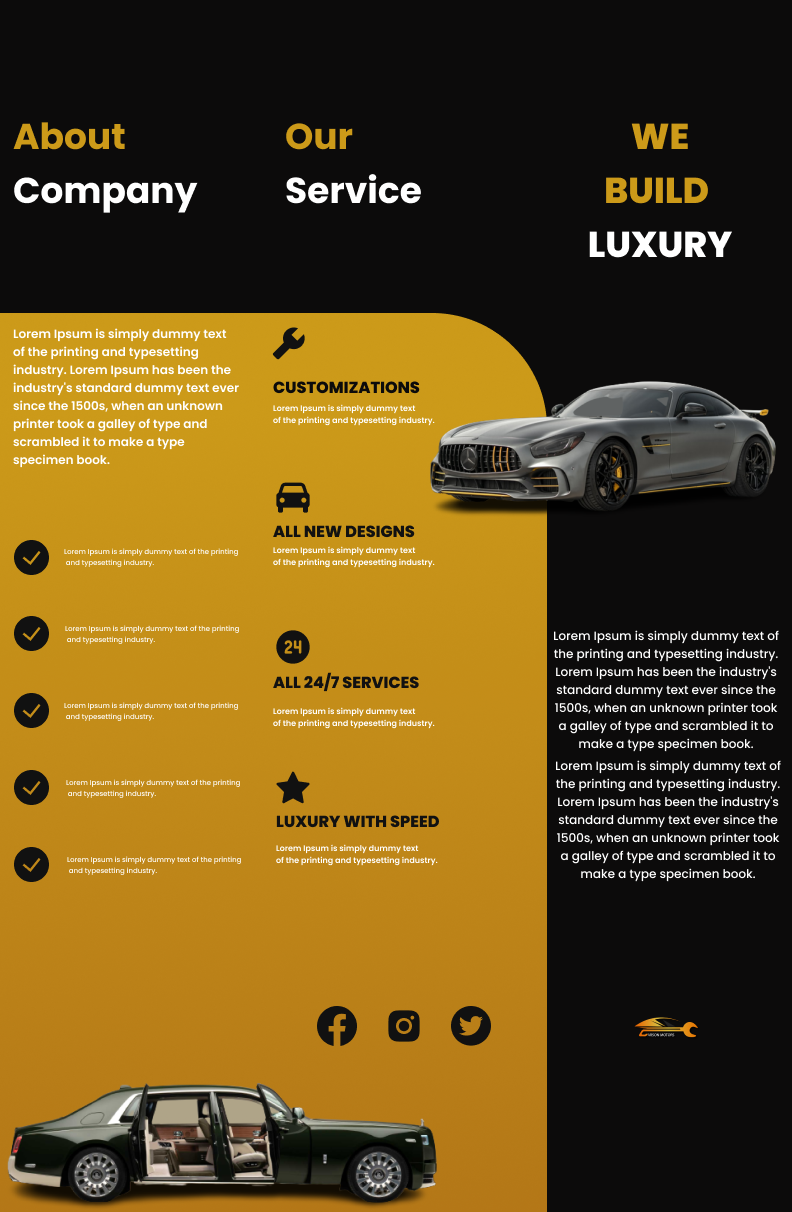 About
Company
Lorem Ipsum is simply dummy text
of the printing and typesetting
industry. Lorem Ipsum has been the
industry's standard dummy text ever
since the 1500s, when an unknown
printer took a galley of type and
scrambled it to make a type
specimen book.
Lorem Ipsum is simply dummy text of the printing
and typesetting industry.
Lorem Ipsum is simply dummy text of the printing
and typesetting industry.
Lorem Ipsum is simply dummy text of the printing
and typesetting industry.
Lorem Ipsum is simply dummy text of the printing
and typesetting industry.
Lorem Ipsum is simply dummy text of the printing
and typesetting industry.
Our
Service
CUSTOMIZATIONS
Lorem Ipsum is simply dummy text
of the printing and typesetting industry.
ALL NEW DESIGNS
Lorem Ipsum is simply dummy text
of the printing and typesetting industry.
24
ALL 24/7 SERVICES
Lorem Ipsum is simply dummy text
of the printing and typesetting industry.
LUXURY WITH SPEED
Lorem Ipsum is simply dummy text
of the printing and typesetting industry.
WE
BUILD
LUXURY
Lorem Ipsum is simply dummy text of
the printing and typesetting industry.
Lorem Ipsum has been the industry's
standard dummy text ever since the
1500s, when an unknown printer took
a galley of type and scrambled it to
make a type specimen book.
Lorem Ipsum is simply dummy text of
the printing and typesetting industry.
Lorem Ipsum has been the industry's
standard dummy text ever since the
1500s, when an unknown printer took
a galley of type and scrambled it to
make a type specimen book.
MOTORS